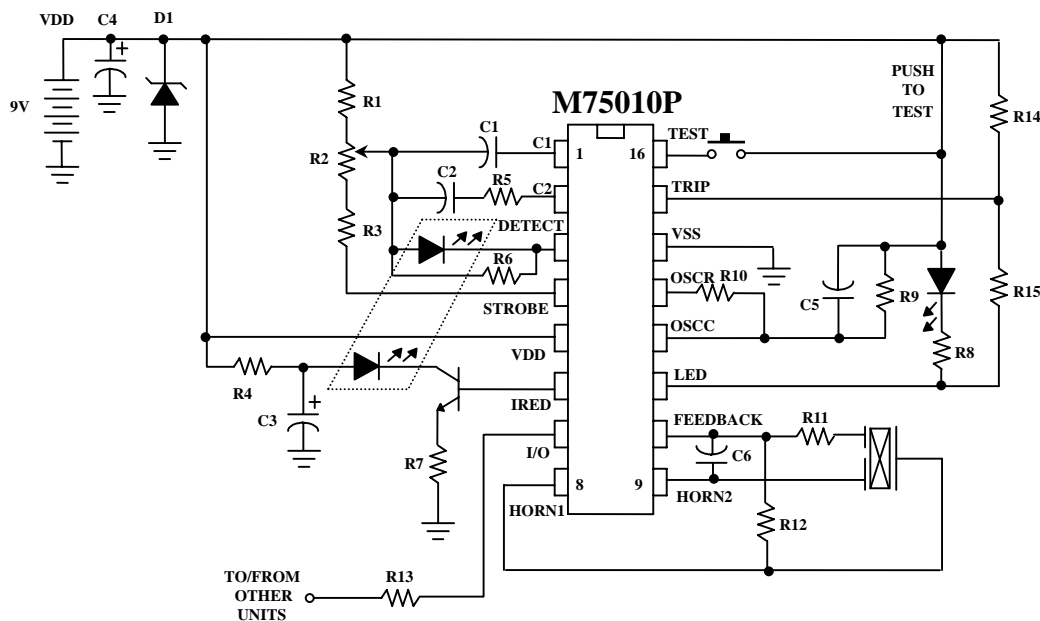 VDD C4 D1
+
9V
R1
R2
R3
C1
C2
R5
R6
M75010P
C1
C2
DETECT
STROBE
VDD
IRED
I/O
HORN1
1
16
8
9
TEST
TRIP
VSS
OSCR
OSCC
LED
FEEDBACK
HORN2
PUSH
TO
TEST
R14
R10
C5
R9
R15
R8
R4
C3
+
R7
R11
C6
R12
R13
TO/FROM
OTHER
UNITS